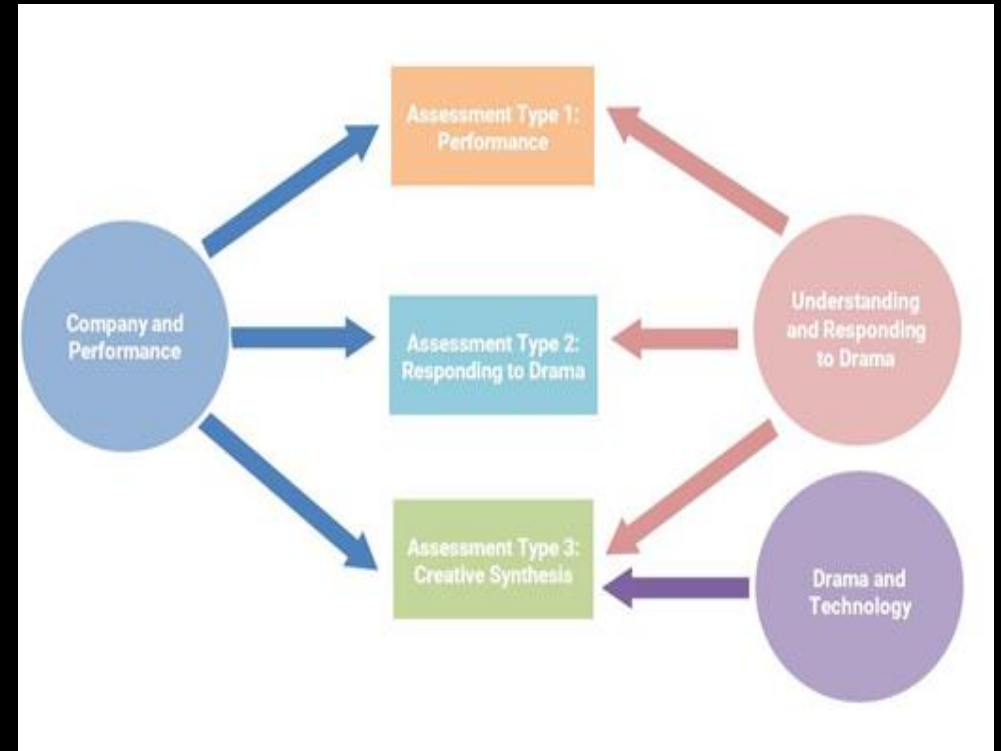 Assessment Type 1:
Performance
Company and
Performance
Assessment Type 2:
Responding to Drama
Understanding
and Responding
to Drama
Assessment Type 3:
Creative Synthesis
Drama and
Technology